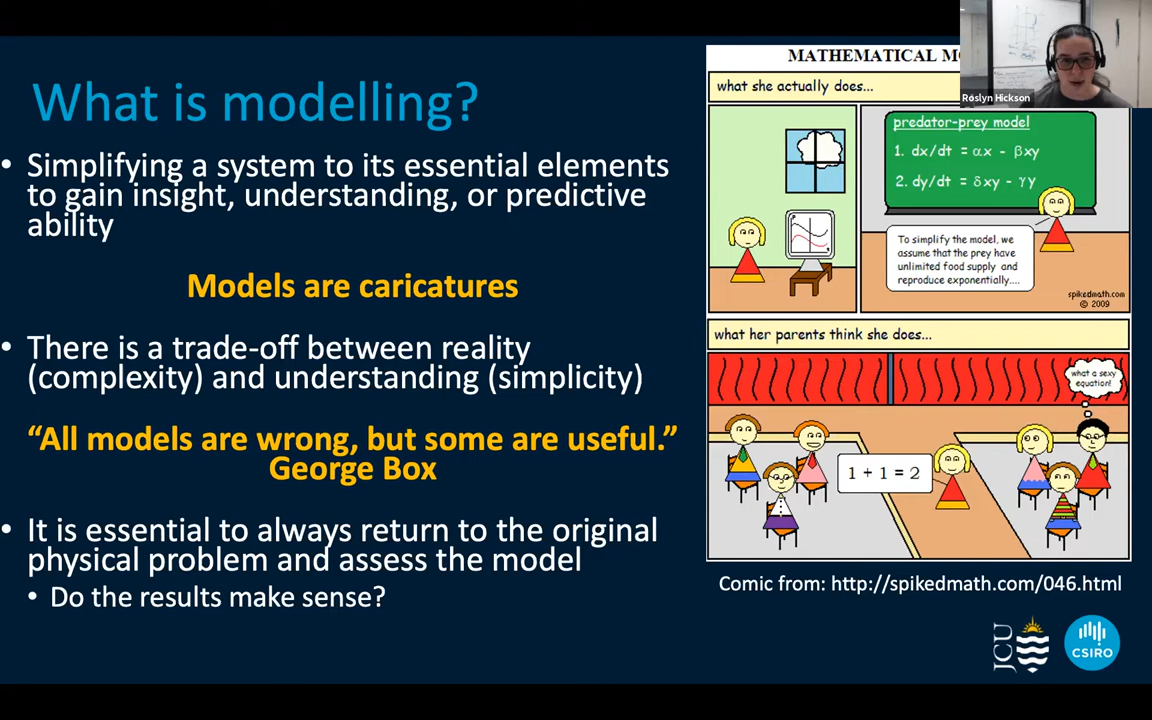 What is modelling?
• Simplifying a system to its essential elements
to gain insight, understanding, or predictive
ability
Models are caricatures
• There is a trade-off between reality
(complexity) and understanding (simplicity)
“All models are wrong, but some are useful.”
George Box
• It is essential to always return to the original
physical problem and assess the model
• Do the results make sense?
MATHEMATICAL
Roslyn Hickson
what she actually does...
predator-prey model
1. dx/dt = αx - βxy
2. dy/dt = δxy - γy
To simplify the model, we
assume that the prey have
unlimited food supply and
reproduce exponentially....
spikedmath.com
© 2009
what her parents think she does...
what a sexy
equation!
1 + 1 = 2
Comic from: http://spikedmath.com/046.html
JCU
CSIRO